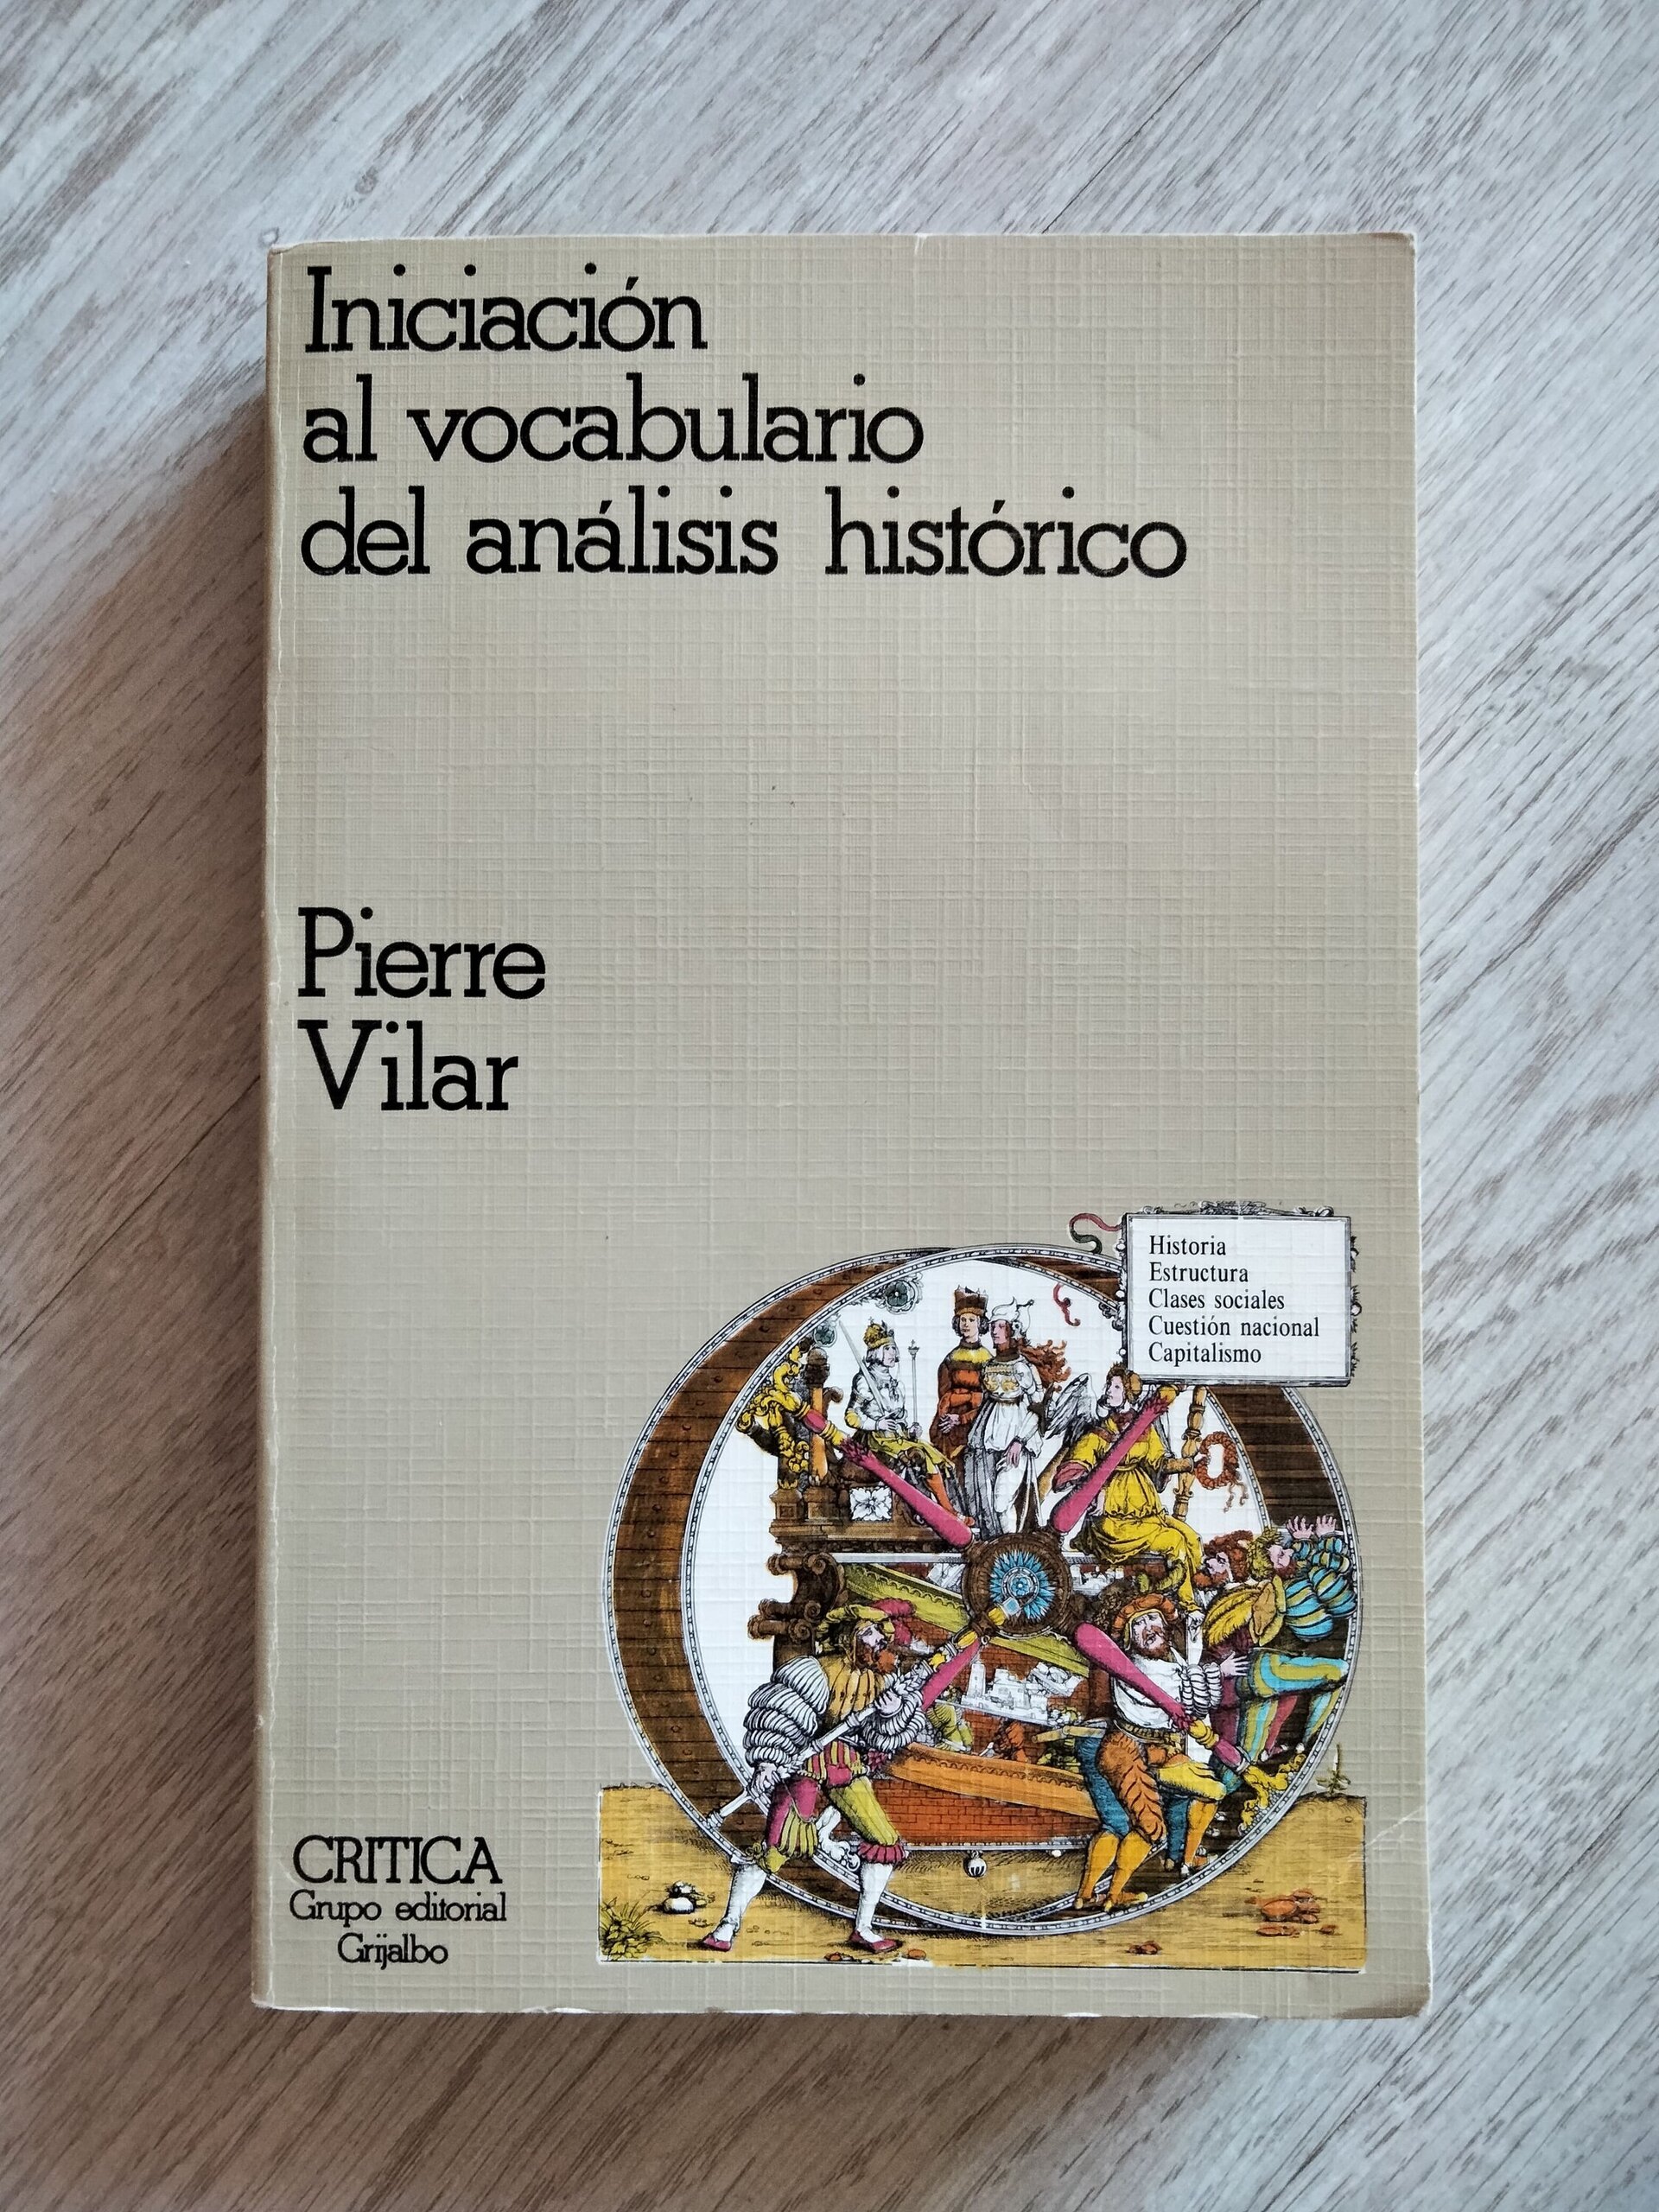 Iniciación
al vocabulario
del análisis histórico
Pierre
Vilar
Historia
Estructura
Clases sociales
Cuestión nacional
Capitalismo
CRITICA
Grupo editorial
Grijalbo